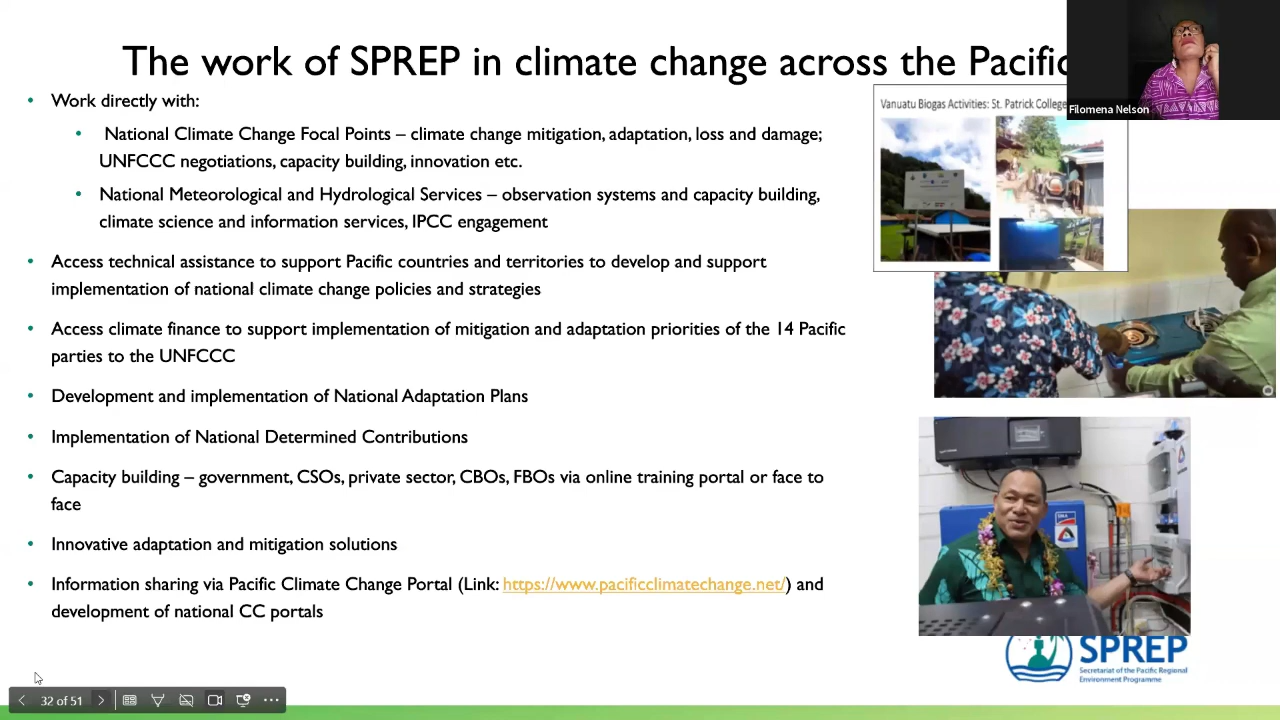 The work of SPREP in climate change across the Pacific
Filomena Nelson
• Work directly with:
• National Climate Change Focal Points – climate change mitigation, adaptation, loss and damage;
UNFCCC negotiations, capacity building, innovation etc.
• National Meteorological and Hydrological Services – observation systems and capacity building,
climate science and information services, IPCC engagement
• Access technical assistance to support Pacific countries and territories to develop and support
implementation of national climate change policies and strategies
• Access climate finance to support implementation of mitigation and adaptation priorities of the 14 Pacific
parties to the UNFCCC
• Development and implementation of National Adaptation Plans
• Implementation of National Determined Contributions
• Capacity building – government, CSOs, private sector, CBOs, FBOs via online training portal or face to
face
• Innovative adaptation and mitigation solutions
• Information sharing via Pacific Climate Change Portal (Link: https://www.pacificclimatechange.net/) and
development of national CC portals
Vanuatu Biogas Activities: St. Patrick College
SMA
SPREP
Secretariat of the Pacific Regional
Environment Programme
32 of 51